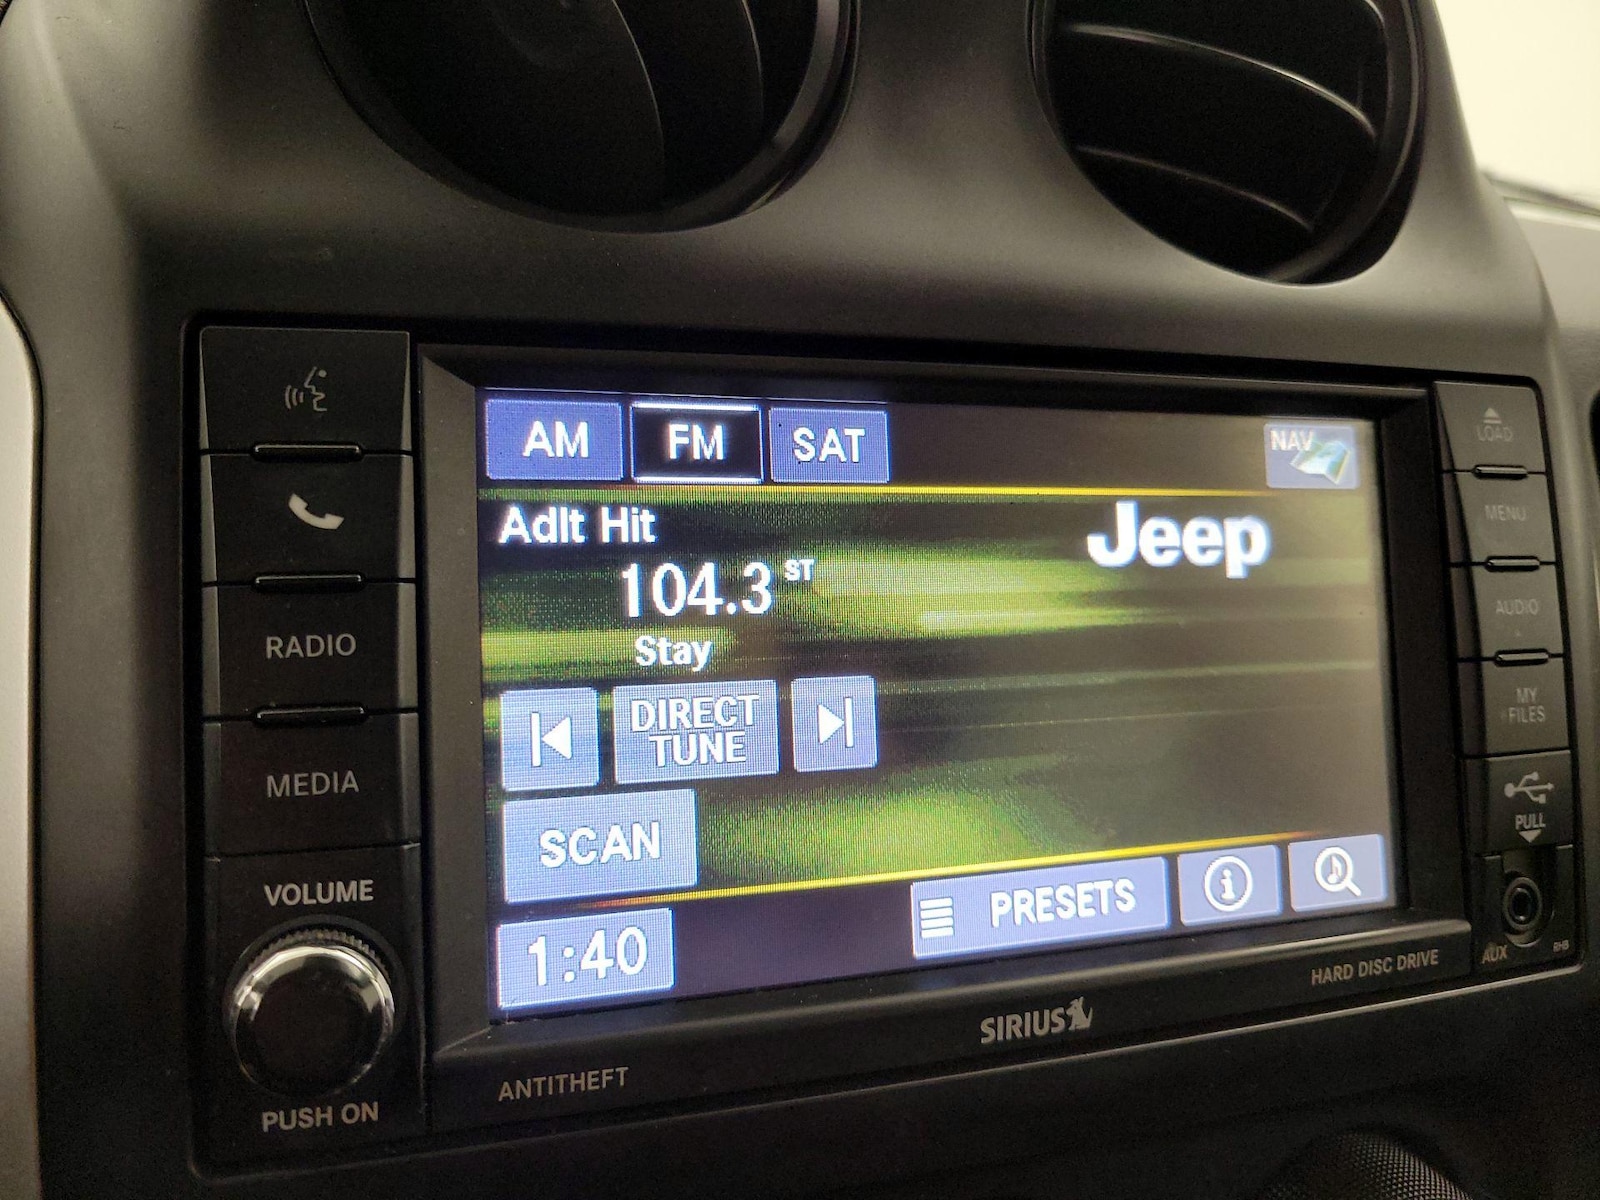 AM FM SAT
NAV
Adlt Hit
Jeep
104.3 ST
Stay
DIRECT
TUNE
SCAN
1:40
PRESETS
i
RADIO
MEDIA
VOLUME
PUSH ON
LOAD
MENU
AUDIO
MY
FILES
PULL
AUX
RHB
HARD DISC DRIVE
SIRIUS
ANTITHEFT